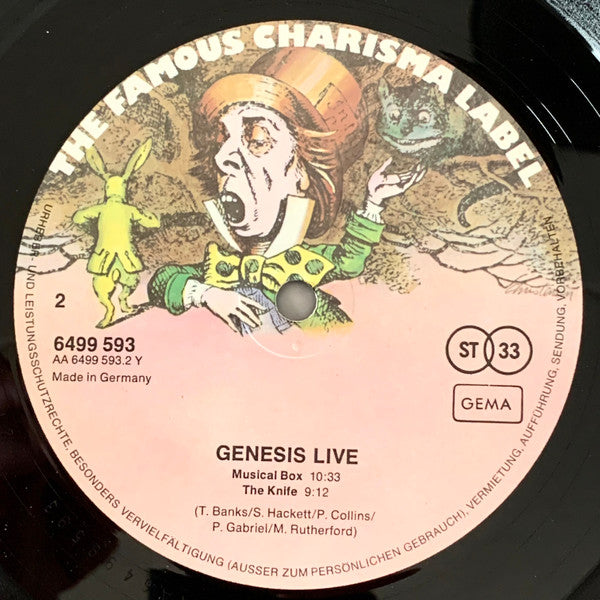 THE FAMOUS CHARISMA LABEL
2
6499 593
AA 6499 593.2 Y
Made in Germany
ST 33
GEMA
GENESIS LIVE
Musical Box 10:33
The Knife 9:12
(T. Banks/S. Hackett/P. Collins/
P. Gabriel/M. Rutherford)
URHEBER- UND LEISTUNGSSCHUTZRECHTE, BESONDERS VERVIELFÄLTIGUNG (AUSSER ZUM PERSÖNLICHEN GEBRAUCH), VERMIETUNG, AUFFÜHRUNG, SENDUNG, VORBEHALTEN